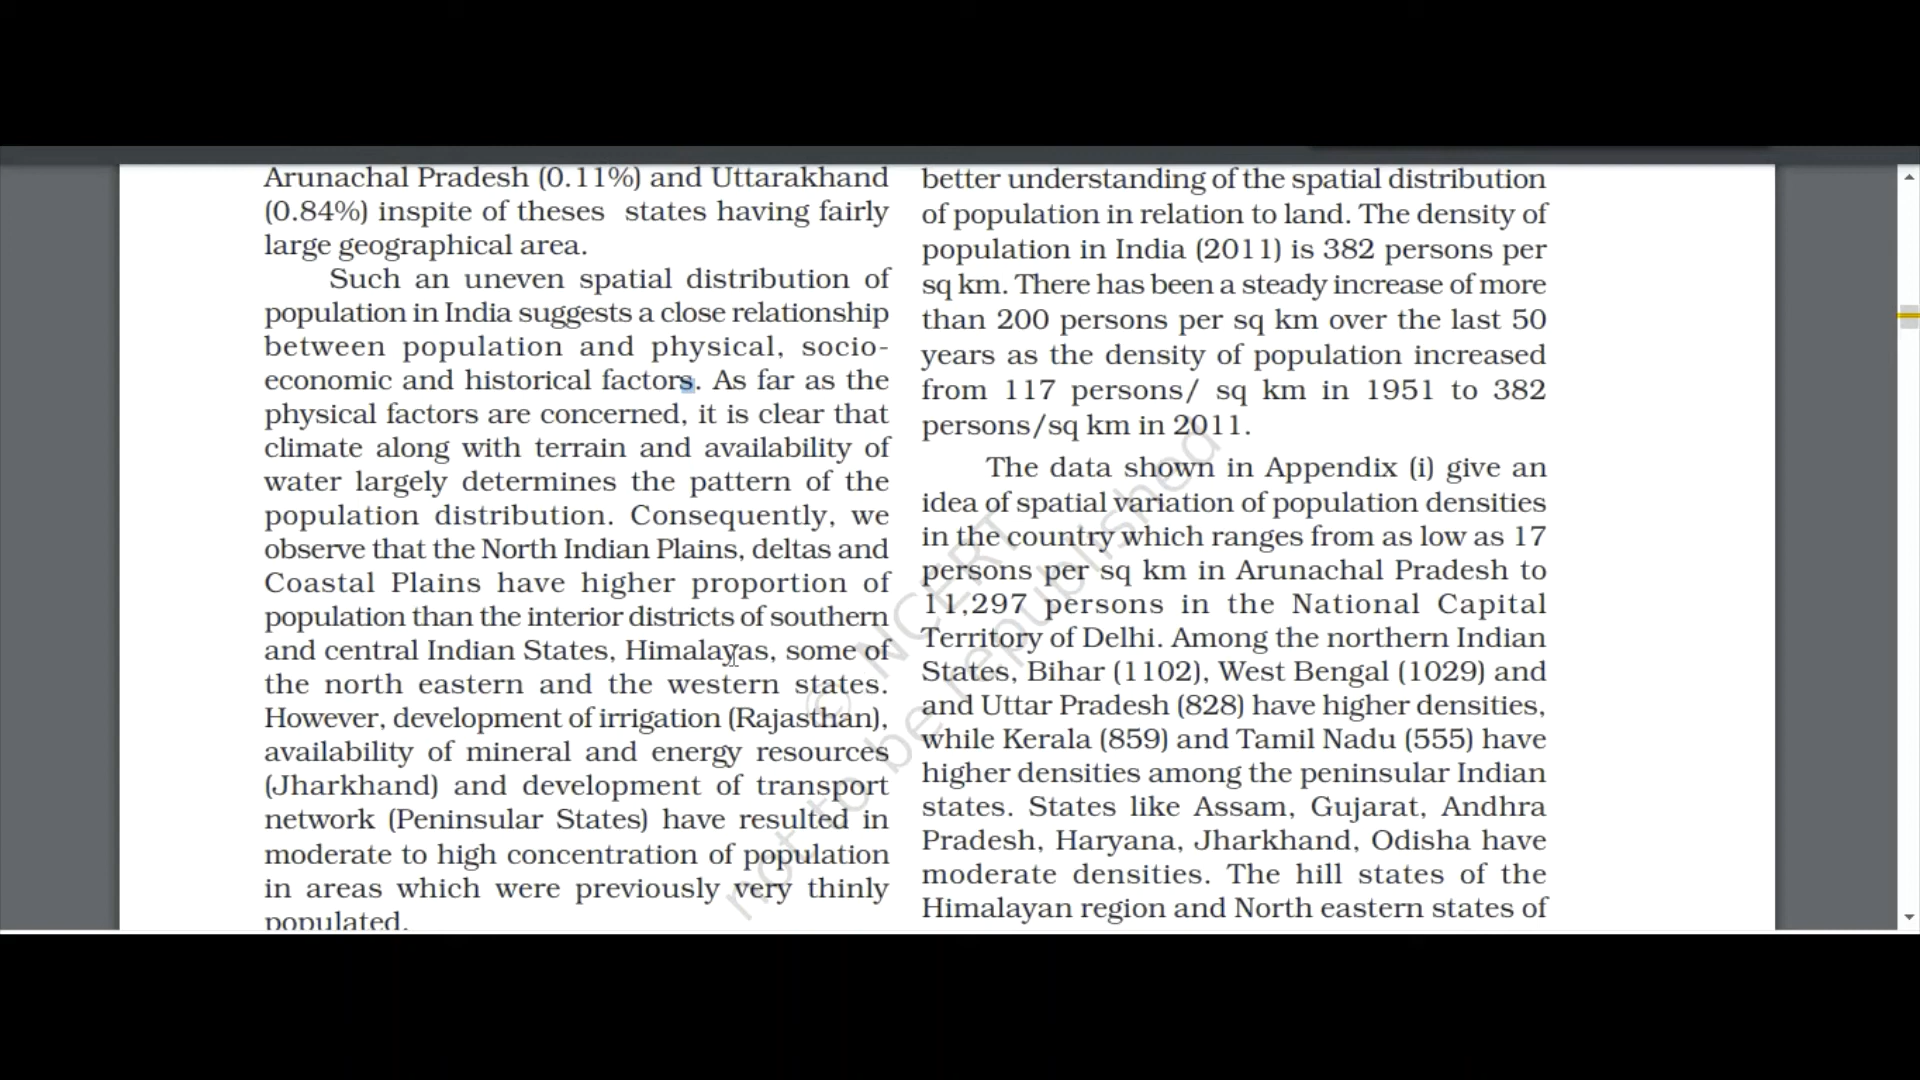 Arunachal Pradesh (0.11%) and Uttarakhand
(0.84%) inspite of theses states having fairly
large geographical area.
Such an uneven spatial distribution of
population in India suggests a close relationship
between population and physical, socio-
economic and historical factors. As far as the
physical factors are concerned, it is clear that
climate along with terrain and availability of
water largely determines the pattern of the
population distribution. Consequently, we
observe that the North Indian Plains, deltas and
Coastal Plains have higher proportion of
population than the interior districts of southern
and central Indian States, Himalayas, some of
the north eastern and the western states.
However, development of irrigation (Rajasthan),
availability of mineral and energy resources
(Jharkhand) and development of transport
network (Peninsular States) have resulted in
moderate to high concentration of population
in areas which were previously very thinly
populated.
better understanding of the spatial distribution
of population in relation to land. The density of
population in India (2011) is 382 persons per
sq km. There has been a steady increase of more
than 200 persons per sq km over the last 50
years as the density of population increased
from 117 persons/ sq km in 1951 to 382
persons/sq km in 2011.
The data shown in Appendix (i) give an
idea of spatial variation of population densities
in the country which ranges from as low as 17
persons per sq km in Arunachal Pradesh to
11,297 persons in the National Capital
Territory of Delhi. Among the northern Indian
States, Bihar (1102), West Bengal (1029) and
and Uttar Pradesh (828) have higher densities,
while Kerala (859) and Tamil Nadu (555) have
higher densities among the peninsular Indian
states. States like Assam, Gujarat, Andhra
Pradesh, Haryana, Jharkhand, Odisha have
moderate densities. The hill states of the
Himalayan region and North eastern states of
© NCERT
not to be republished